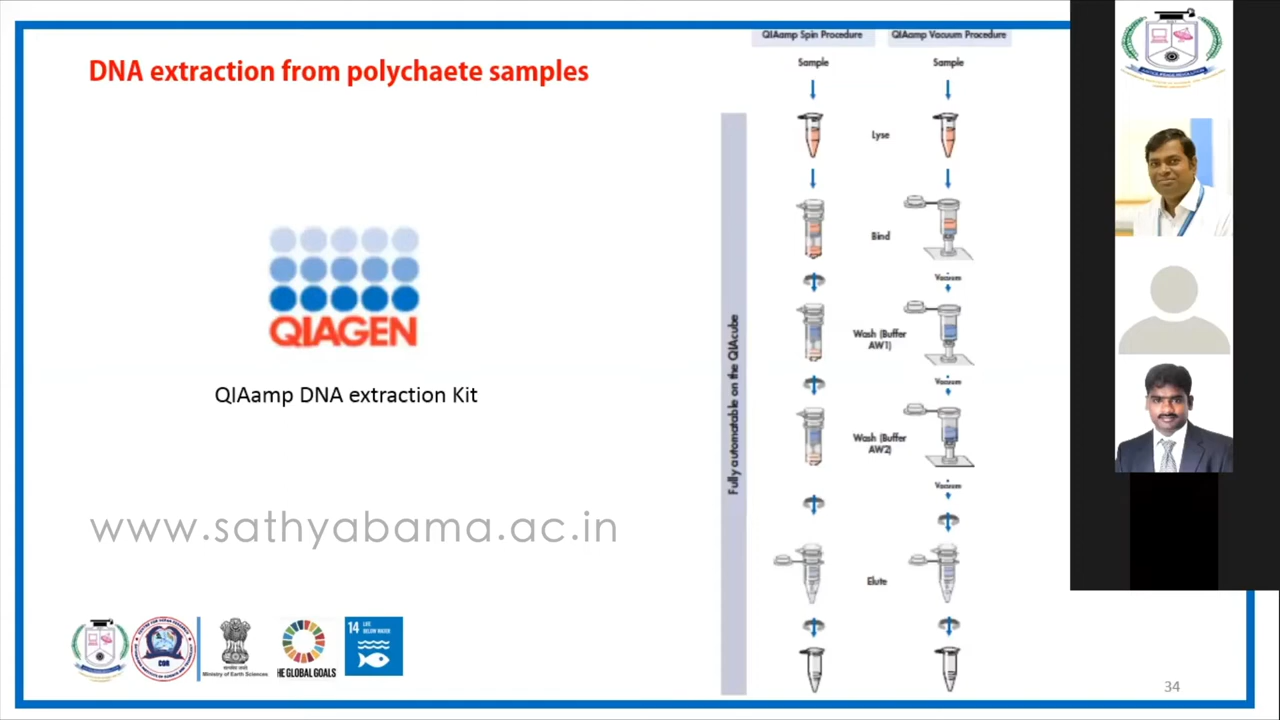 DNA extraction from polychaete samples
QIAGEN
QIAamp DNA extraction Kit
www.sathyabama.ac.in
QIAamp Spin Procedure
QIAamp Vacuum Procedure
Sample
Sample
Lyse
Bind
Vacuum
Wash (Buffer
AW1)
Vacuum
Wash (Buffer
AW2)
Vacuum
Elute
Fully automatable on the QIAcube
COR
Ministry of Earth Sciences
THE GLOBAL GOALS
14 LIFE
BELOW WATER
34